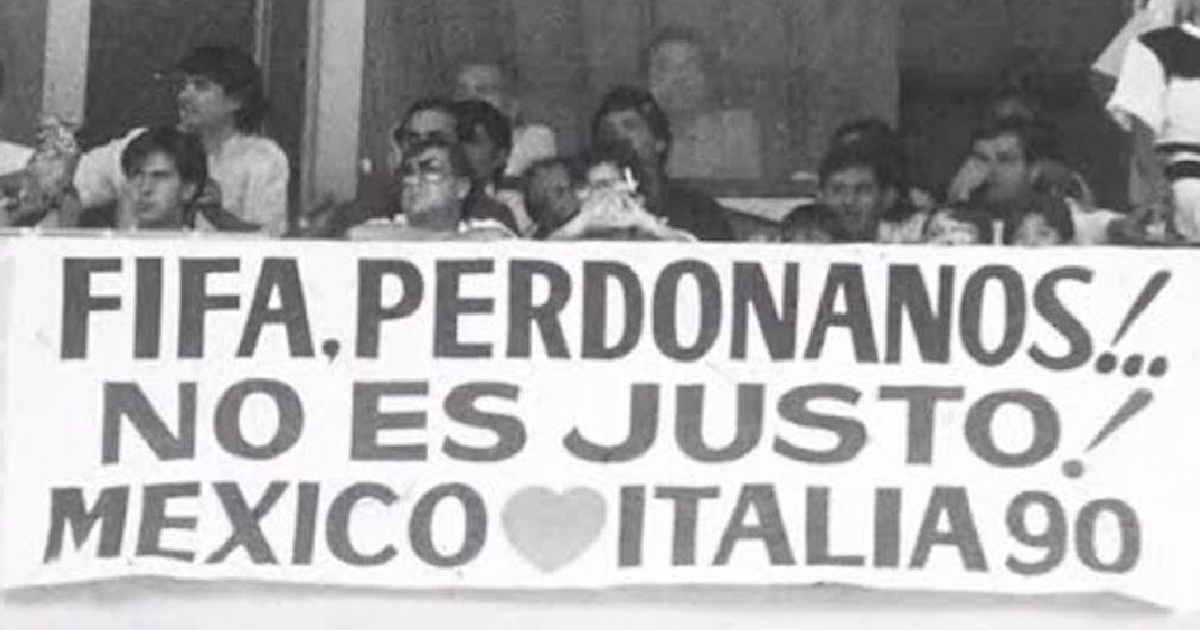 FIFA, PERDONANOS!...
NO ES JUSTO!
MEXICO ♥ ITALIA 90